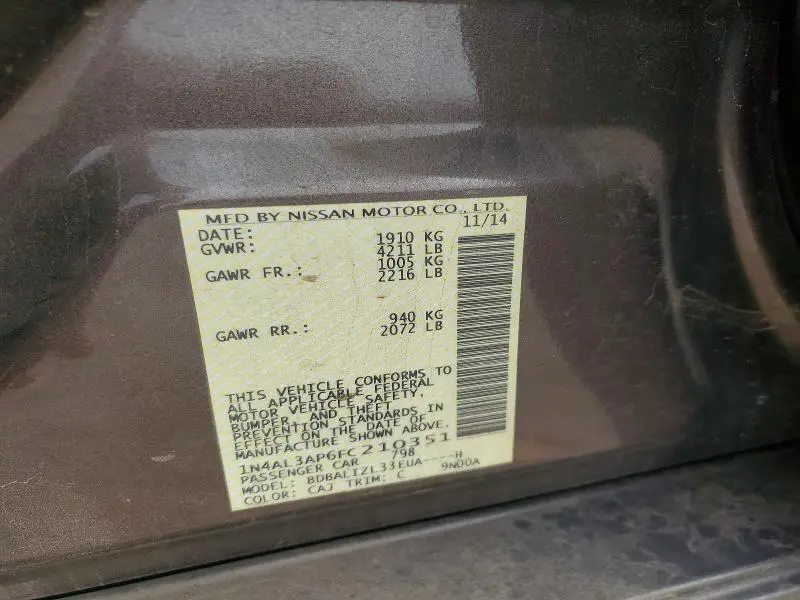 MFD BY NISSAN MOTOR CO., LTD.
DATE: 11/14
GVWR: 1910 KG
4211 LB
GAWR FR.: 1005 KG
2216 LB
GAWR RR.: 940 KG
2072 LB
THIS VEHICLE CONFORMS TO
ALL APPLICABLE FEDERAL
MOTOR VEHICLE SAFETY,
BUMPER, AND THEFT
PREVENTION STANDARDS IN
EFFECT ON THE DATE OF
MANUFACTURE SHOWN ABOVE.
1N4AL3AP6FC210351
PASSENGER CAR 798
MODEL: BDBALIZL33EUA----H
COLOR: CAJ TRIM: C 9N00A